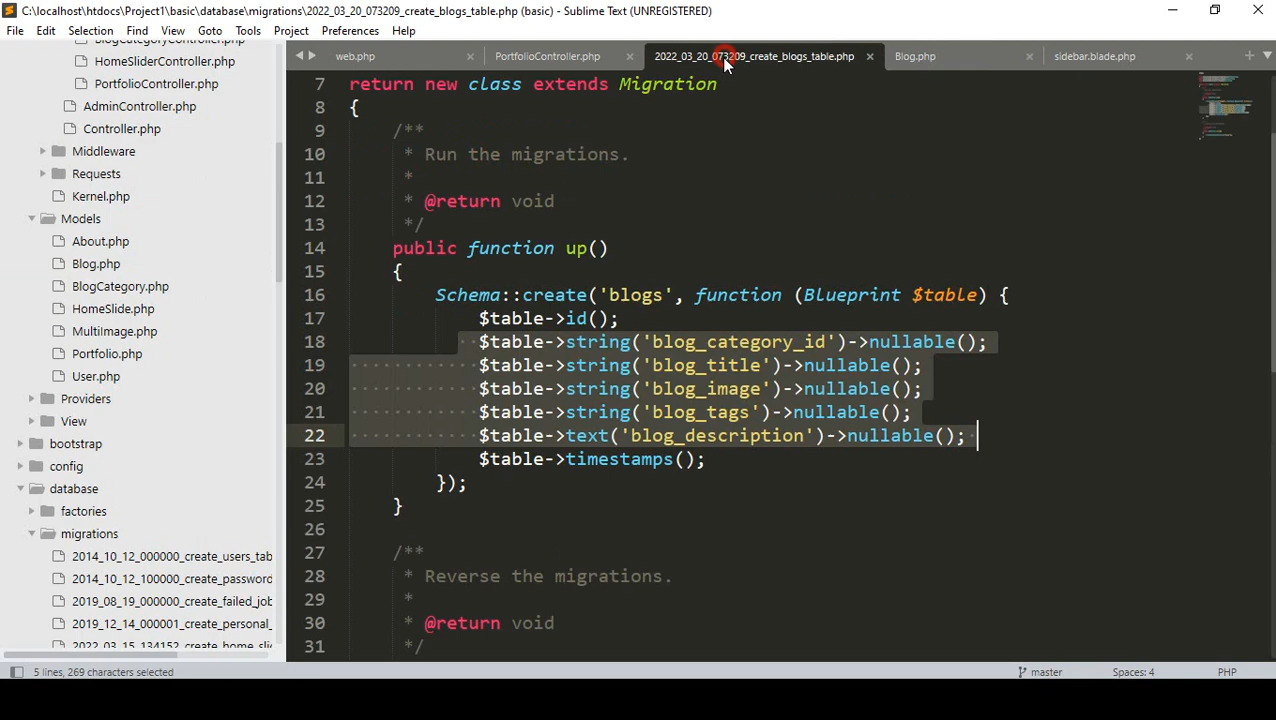 C:\localhost\htdocs\Project1\basic\database\migrations\2022_03_20_073209_create_blogs_table.php (basic) - Sublime Text (UNREGISTERED)
File Edit Selection Find View Goto Tools Project Preferences Help
HomeSliderController.php
PortfolioController.php
AdminController.php
Controller.php
Middleware
Requests
Kernel.php
Models
About.php
Blog.php
BlogCategory.php
HomeSlide.php
MultiImage.php
Portfolio.php
User.php
Providers
View
bootstrap
config
database
factories
migrations
2014_10_12_000000_create_users_tab
2014_10_12_100000_create_password
2019_08_19_000000_create_failed_job
2019_12_14_000001_create_personal_
2022_03_15_134152_create_home_slid
web.php PortfolioController.php 2022_03_20_073209_create_blogs_table.php Blog.php sidebar.blade.php
7 return new class extends Migration
8 {
9 /**
10 * Run the migrations.
11 *
12 * @return void
13 */
14 public function up()
15 {
16 Schema::create('blogs', function (Blueprint $table) {
17 $table->id();
18 $table->string('blog_category_id')->nullable();
19 $table->string('blog_title')->nullable();
20 $table->string('blog_image')->nullable();
21 $table->string('blog_tags')->nullable();
22 $table->text('blog_description')->nullable();
23 $table->timestamps();
24 });
25 }
26
27 /**
28 * Reverse the migrations.
29 *
30 * @return void
31 */
5 lines, 269 characters selected master Spaces: 4 PHP